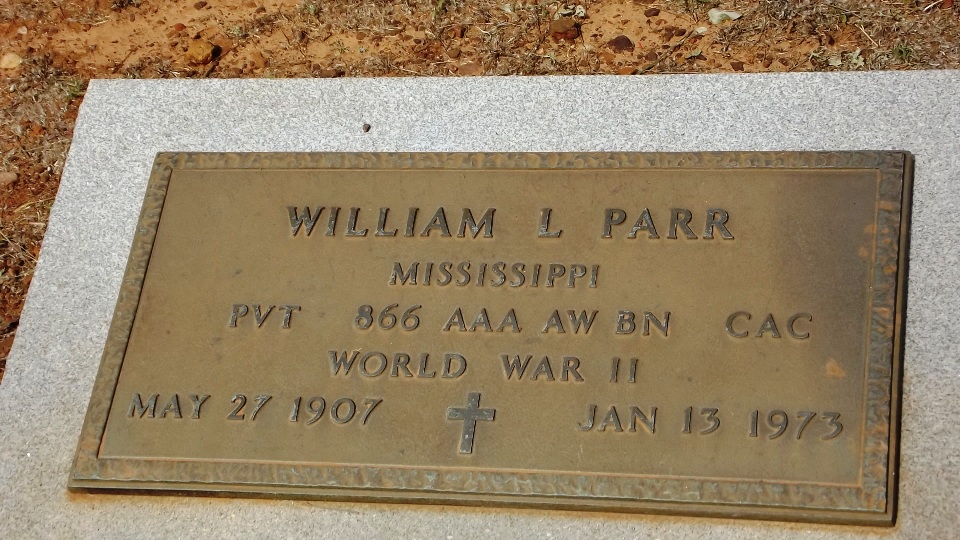 WILLIAM L PARR
MISSISSIPPI
PVT 866 AAA AW BN CAC
WORLD WAR II
MAY 27 1907 JAN 13 1973